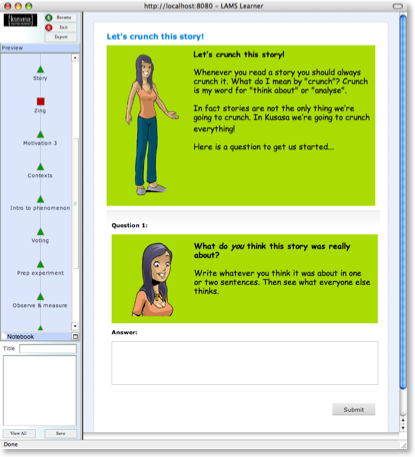 http://localhost:8080 – LAMS Learner
Resume
Exit
Export
Preview
Story
Zing
Motivation 3
Contexts
Intro to phenomenon
Voting
Prep experiment
Observe & measure
Notebook
Title
View All
Save
Done
Let's crunch this story!
Let's crunch this story!
Whenever you read a story you should always
crunch it. What do I mean by "crunch"? Crunch
is my word for "think about" or "analyse".
In fact stories are not the only thing we're
going to crunch. In Kusasa we're going to crunch
everything!
Here is a question to get us started...
Question 1:
What do you think this story was really
about?
Write whatever you think it was about in one
or two sentences. Then see what everyone else
thinks.
Answer:
Submit